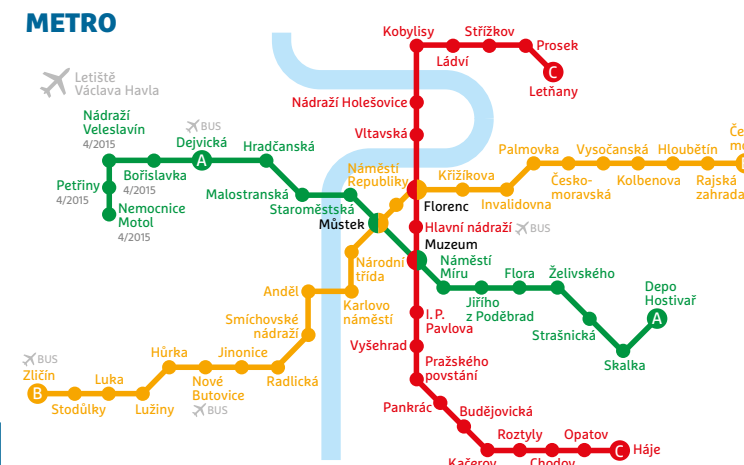 METRO
Letiště
Václava Havla
Nádraží
Veleslavín
4/2015
BUS
Dejvická
A
Hradčanská
Bořislavka
4/2015
Petřiny
4/2015
Nemocnice
Motol
4/2015
Malostranská
Staroměstská
Můstek
Kobylisy
Střížkov
Ládví
Prosek
C
Letňany
Nádraží Holešovice
Vltavská
Náměstí
Republiky
Křižíkova
Florenc
Invalidovna
Palmovka
Česko-
moravská
Vysočanská
Kolbenova
Hloubětín
Rajská
zahrada
Hlavní nádraží
BUS
Muzeum
Náměstí
Míru
Jiřího
z Poděbrad
Flora
Želivského
Strašnická
Skalka
Depo
Hostivař
A
Národní
třída
Karlovo
náměstí
Anděl
Smíchovské
nádraží
Radlická
Jinonice
Nové
Butovice
BUS
Hůrka
Lužiny
Luka
Stodůlky
BUS
Zličín
B
I. P.
Pavlova
Vyšehrad
Pražského
povstání
Pankrác
Budějovická
Kačerov
Roztyly
Chodov
Opatov
C
Háje